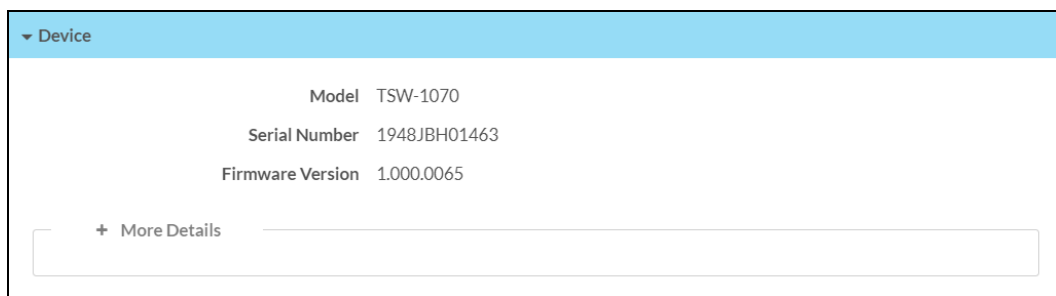 Device
Model TSW-1070
Serial Number 1948JBH01463
Firmware Version 1.000.0065
+ More Details